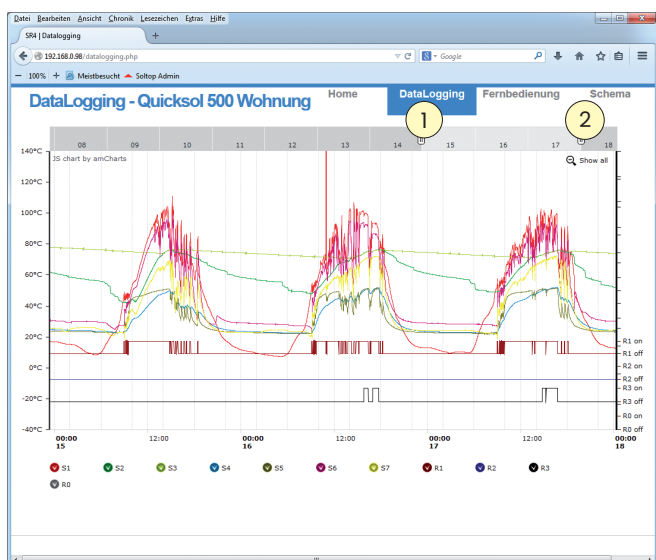 Datei Bearbeiten Ansicht Chronik Lesezeichen Extras Hilfe
SR4 | Datalogging +
192.168.0.98/datalogging.php Google
− 100% + Meistbesucht Soltop Admin
DataLogging - Quicksol 500 Wohnung Home DataLogging Fernbedienung Schema
1 2
08 09 10 11 12 13 14 15 16 17 18
JS chart by amCharts Show all
140°C
120°C
100°C
80°C
60°C
40°C
20°C
0°C
-20°C
-40°C
R1 on
R1 off
R2 on
R2 off
R3 on
R3 off
R0 on
R0 off
00:00 12:00 00:00 12:00 00:00 12:00 00:00
15 16 17 18
S1 S2 S3 S4 S5 S6 S7 R1 R2 R3
R0